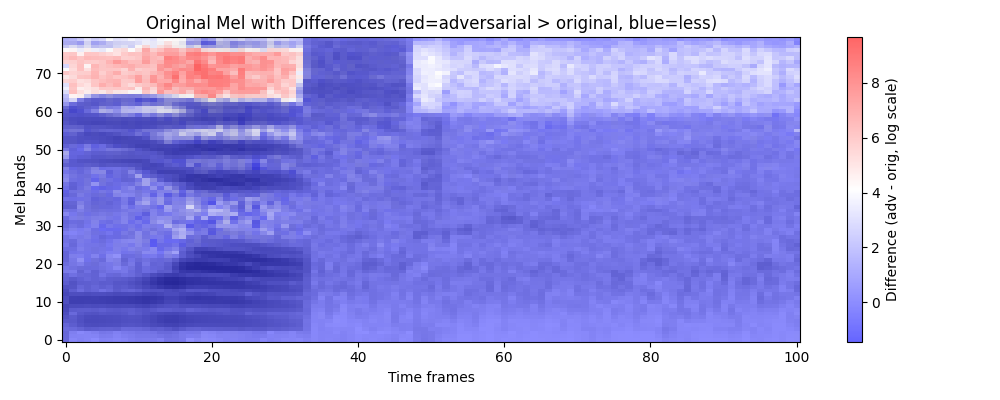 Original Mel with Differences (red=adversarial > original, blue=less)
Mel bands
70
60
50
40
30
20
10
0
0 20 40 60 80 100
Time frames
8
6
4
2
0
Difference (adv - orig, log scale)